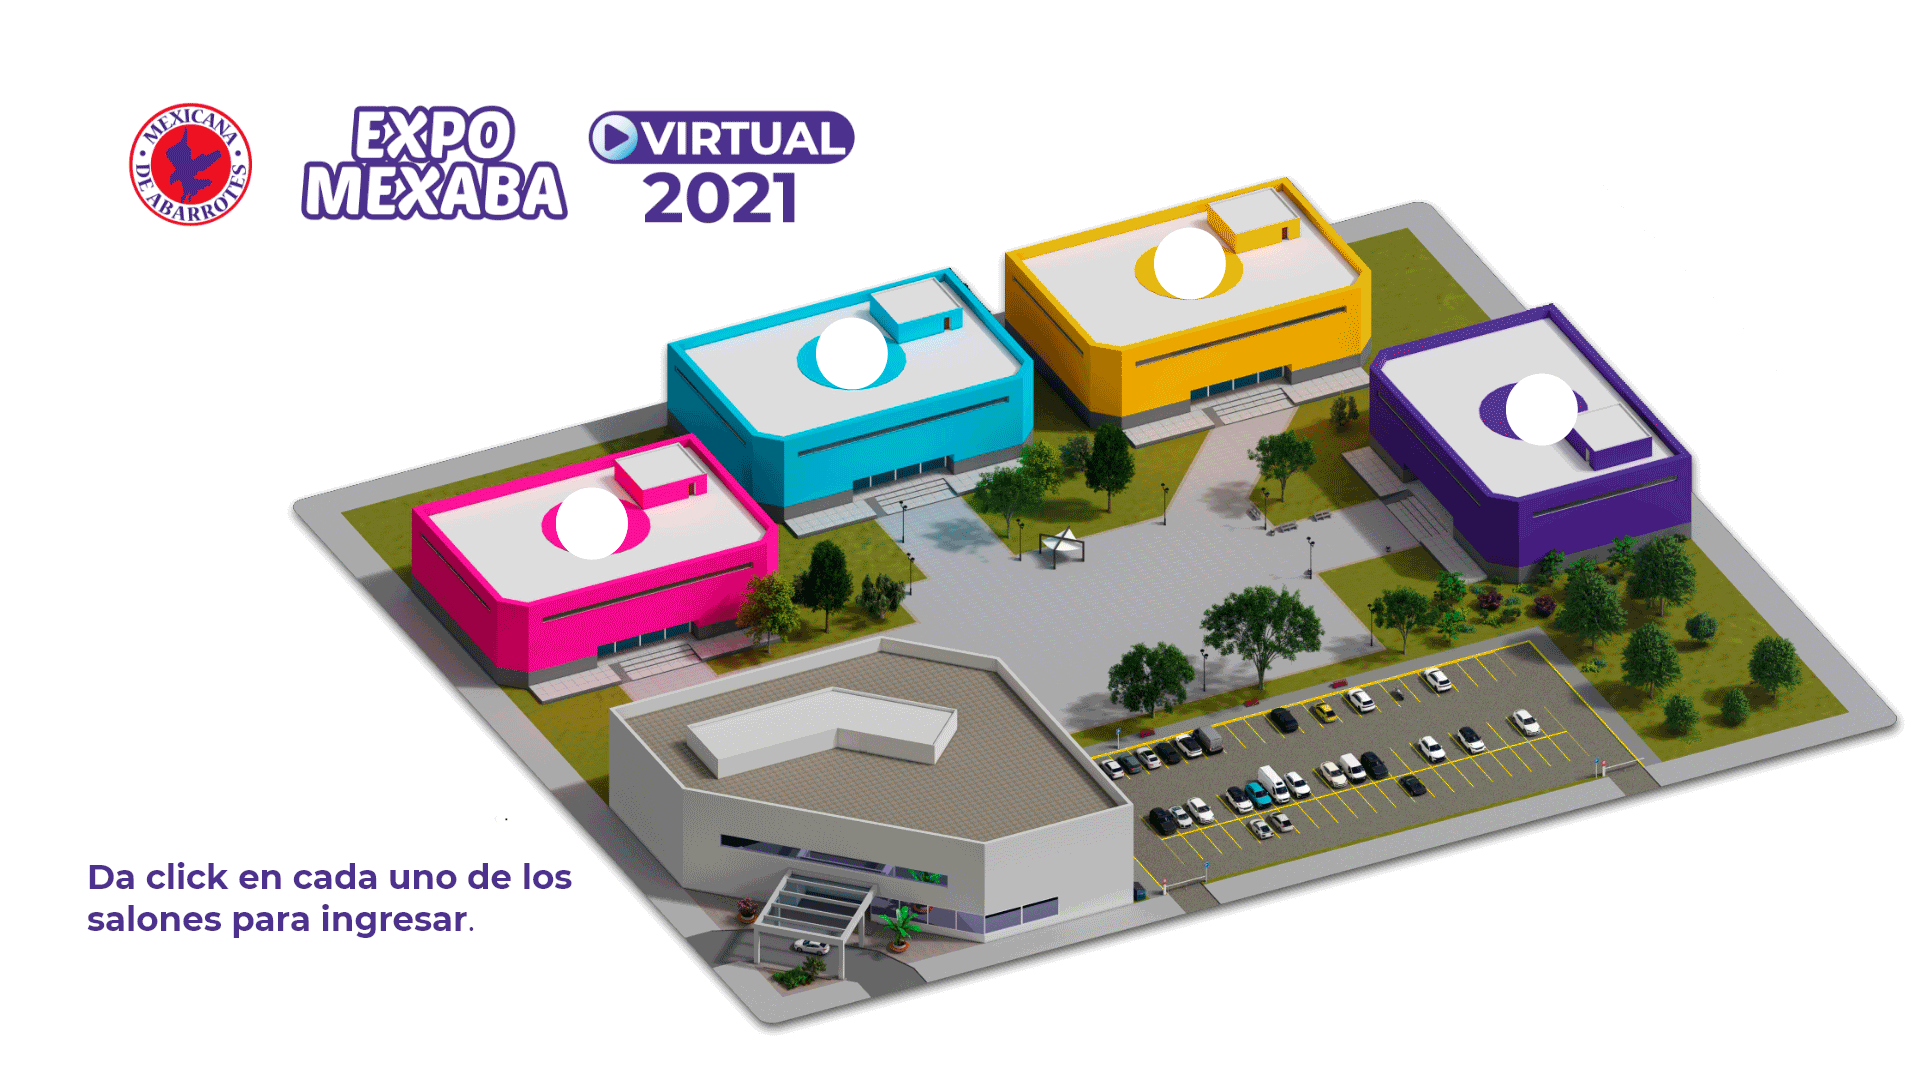 MEXICANA
DE ABARROTES
EXPO
MEXABA
VIRTUAL
2021
Da click en cada uno de los
salones para ingresar.